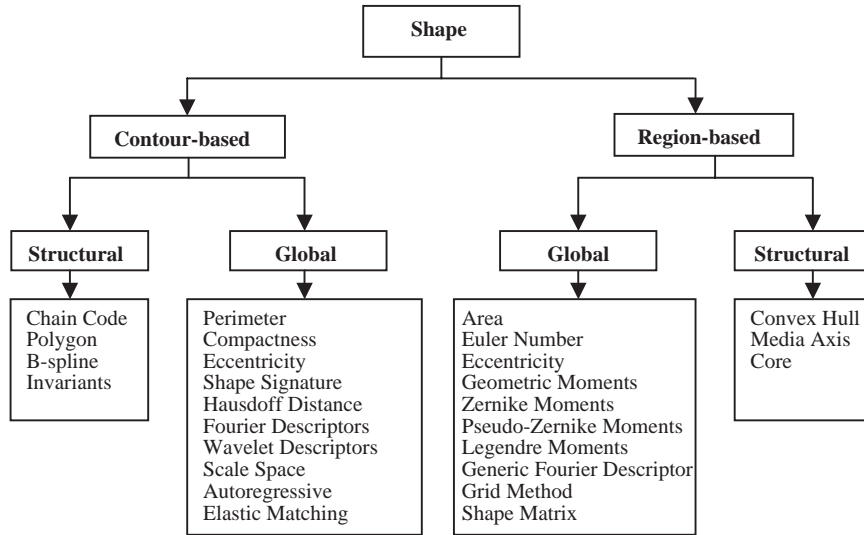 Shape
Contour-based
Region-based
Structural
Global
Global
Structural
Chain Code
Polygon
B-spline
Invariants
Perimeter
Compactness
Eccentricity
Shape Signature
Hausdoff Distance
Fourier Descriptors
Wavelet Descriptors
Scale Space
Autoregressive
Elastic Matching
Area
Euler Number
Eccentricity
Geometric Moments
Zernike Moments
Pseudo-Zernike Moments
Legendre Moments
Generic Fourier Descriptor
Grid Method
Shape Matrix
Convex Hull
Media Axis
Core